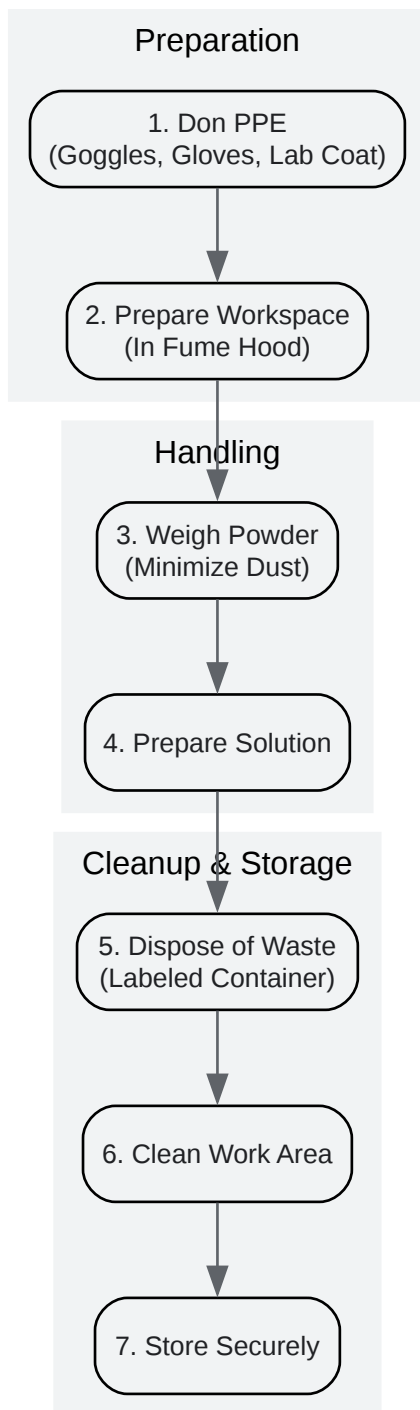 Preparation
1. Don PPE
(Goggles, Gloves, Lab Coat)
2. Prepare Workspace
(In Fume Hood)
Handling
3. Weigh Powder
(Minimize Dust)
4. Prepare Solution
Cleanup & Storage
5. Dispose of Waste
(Labeled Container)
6. Clean Work Area
7. Store Securely